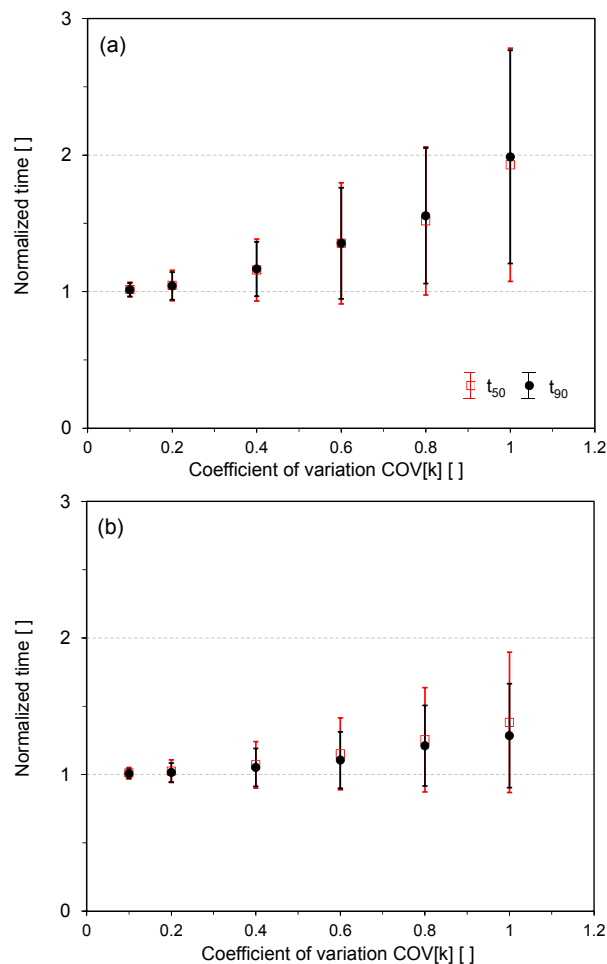 3
(a)
2
Normalized time [ ]
1
t50 t90
0
0 0.2 0.4 0.6 0.8 1 1.2
Coefficient of variation COV[k] [ ]
3
(b)
2
Normalized time [ ]
1
0
0 0.2 0.4 0.6 0.8 1 1.2
Coefficient of variation COV[k] [ ]